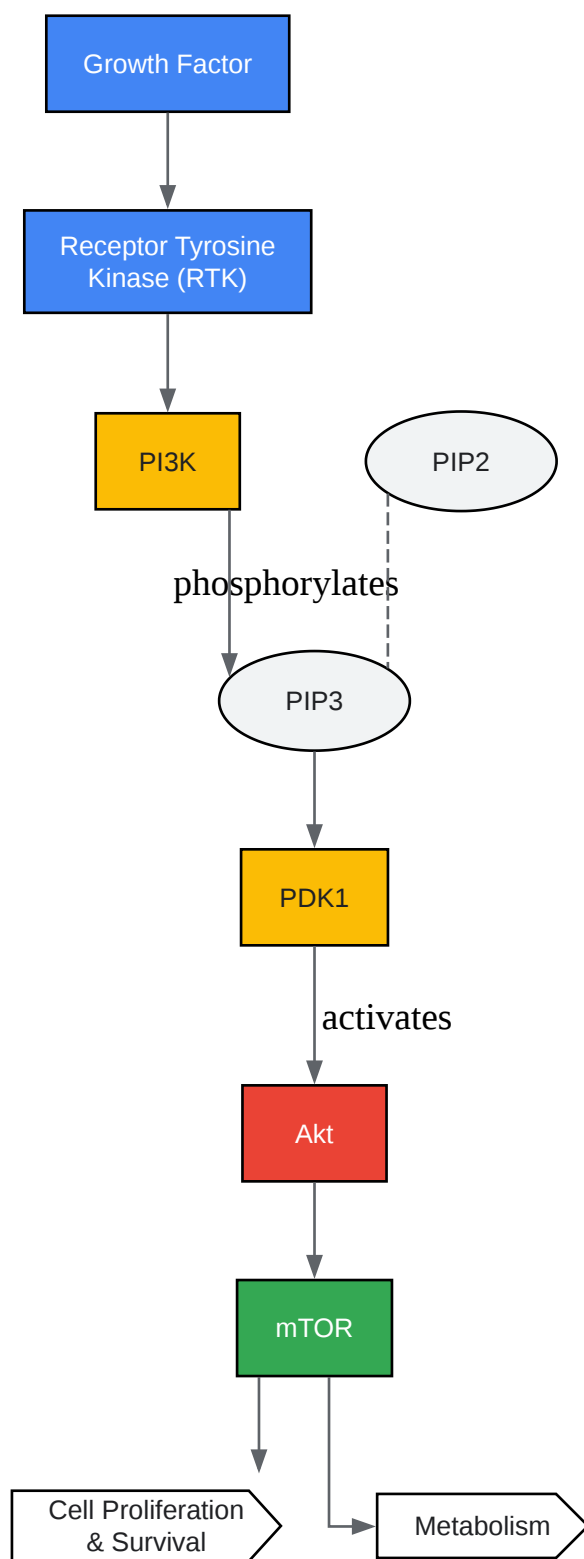 Growth Factor
Receptor Tyrosine
Kinase (RTK)
PI3K
PIP2
phosphorylates
PIP3
PDK1
activates
Akt
mTOR
Cell Proliferation
& Survival
Metabolism